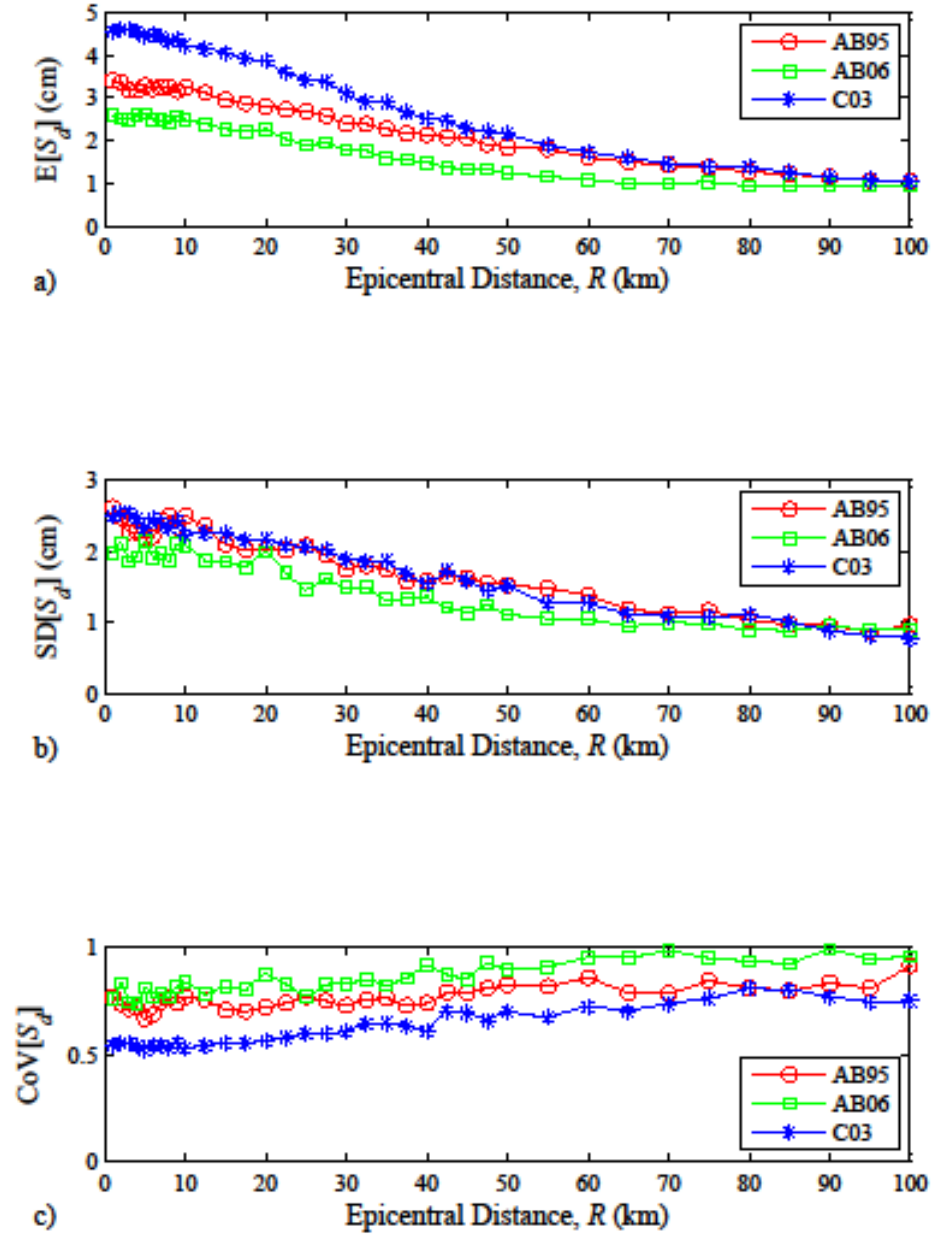 5
4
3
2
1
0
E[S_d] (cm)
AB95
AB06
C03
0 10 20 30 40 50 60 70 80 90 100
a) Epicentral Distance, R (km)
3
2
1
0
SD[S_d] (cm)
AB95
AB06
C03
0 10 20 30 40 50 60 70 80 90 100
b) Epicentral Distance, R (km)
1
0.5
0
CoV[S_d]
AB95
AB06
C03
0 10 20 30 40 50 60 70 80 90 100
c) Epicentral Distance, R (km)